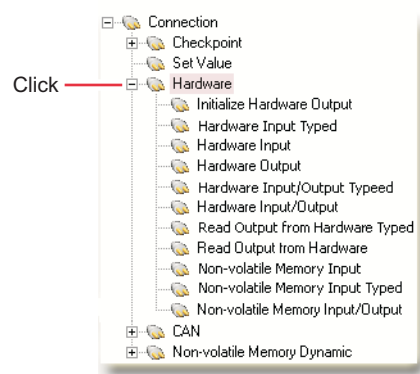 Connection
Checkpoint
Set Value
Click
Hardware
Initialize Hardware Output
Hardware Input Typed
Hardware Input
Hardware Output
Hardware Input/Output Typeed
Hardware Input/Output
Read Output from Hardware Typed
Read Output from Hardware
Non-volatile Memory Input
Non-volatile Memory Input Typed
Non-volatile Memory Input/Output
CAN
Non-volatile Memory Dynamic